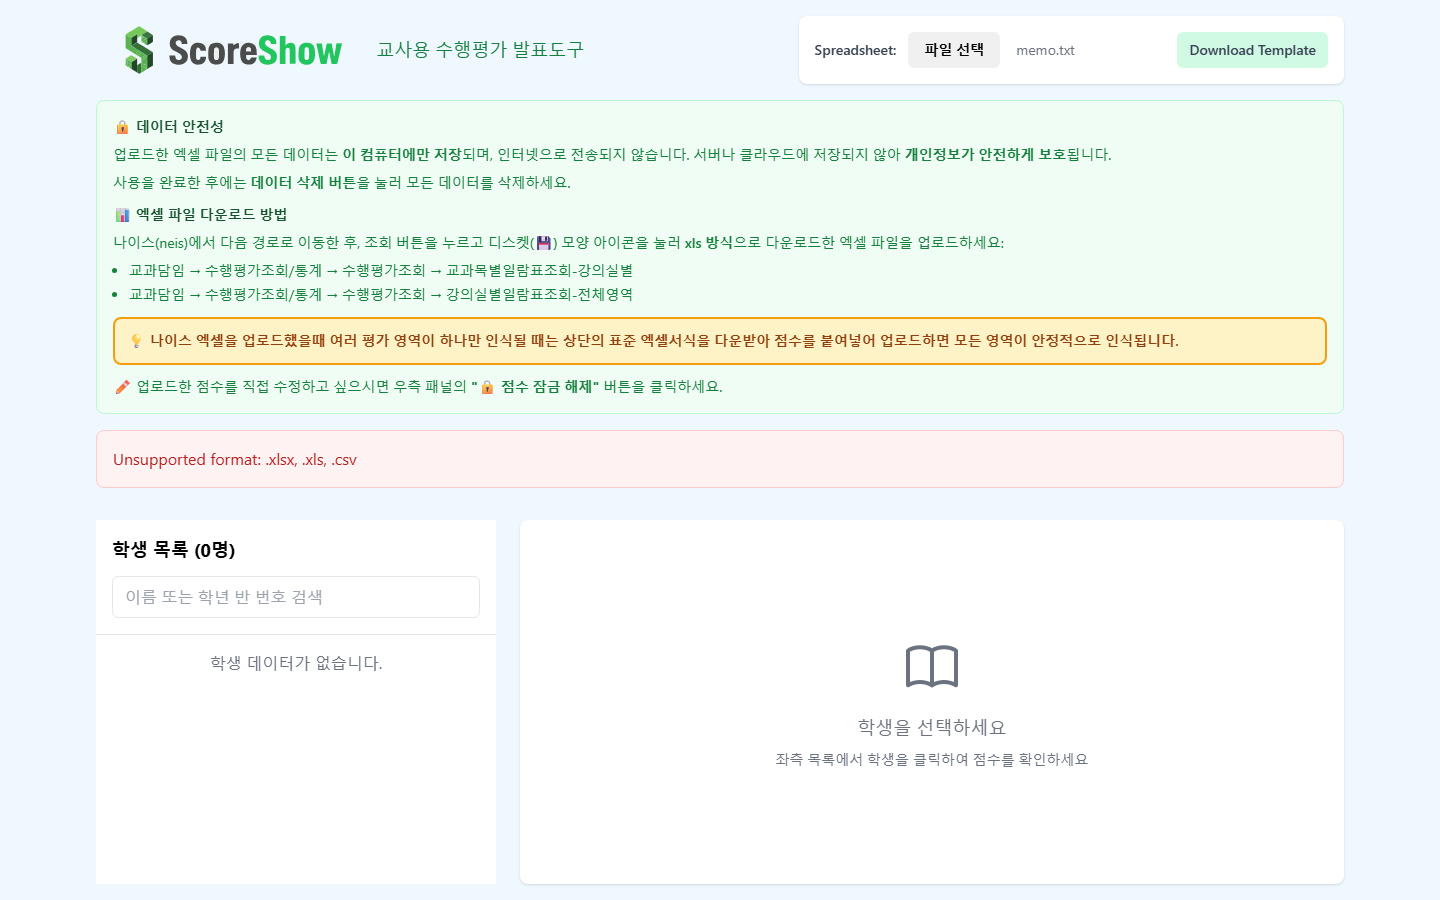 ScoreShow
교사용 수행평가 발표도구
Spreadsheet: 파일 선택 memo.txt Download Template
🔒 데이터 안전성
업로드한 엑셀 파일의 모든 데이터는 이 컴퓨터에만 저장되며, 인터넷으로 전송되지 않습니다. 서버나 클라우드에 저장되지 않아 개인정보가 안전하게 보호됩니다.
사용을 완료한 후에는 데이터 삭제 버튼을 눌러 모든 데이터를 삭제하세요.
📊 엑셀 파일 다운로드 방법
나이스(neis)에서 다음 경로로 이동한 후, 조회 버튼을 누르고 디스켓(💾) 모양 아이콘을 눌러 xls 방식으로 다운로드한 엑셀 파일을 업로드하세요:
• 교과담임 → 수행평가조회/통계 → 수행평가조회 → 교과목별일람표조회-강의실별
• 교과담임 → 수행평가조회/통계 → 수행평가조회 → 강의실별일람표조회-전체영역
💡 나이스 엑셀을 업로드했을때 여러 평가 영역이 하나만 인식될 때는 상단의 표준 엑셀서식을 다운받아 점수를 붙여넣어 업로드하면 모든 영역이 안정적으로 인식됩니다.
✏️ 업로드한 점수를 직접 수정하고 싶으시면 우측 패널의 "🔒 점수 잠금 해제" 버튼을 클릭하세요.
Unsupported format: .xlsx, .xls, .csv
학생 목록 (0명)
이름 또는 학년 반 번호 검색
학생 데이터가 없습니다.
학생을 선택하세요
좌측 목록에서 학생을 클릭하여 점수를 확인하세요